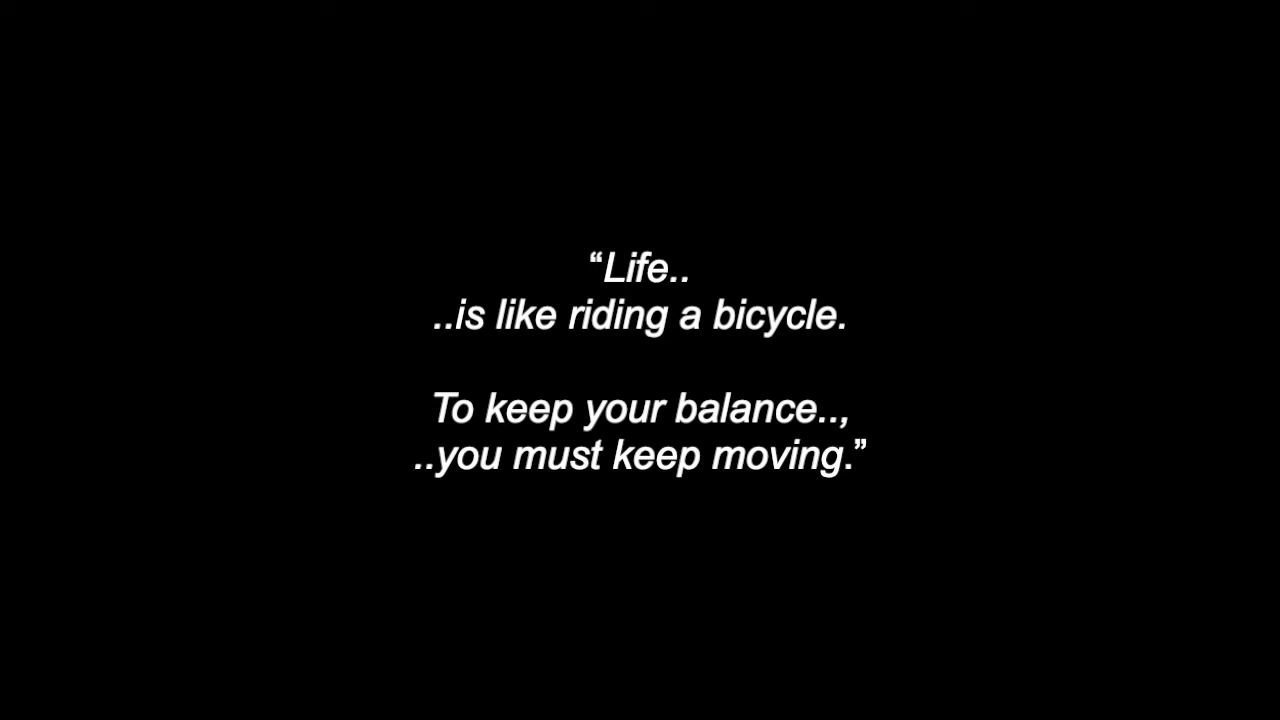 “Life..
..is like riding a bicycle.
To keep your balance..,
..you must keep moving.”